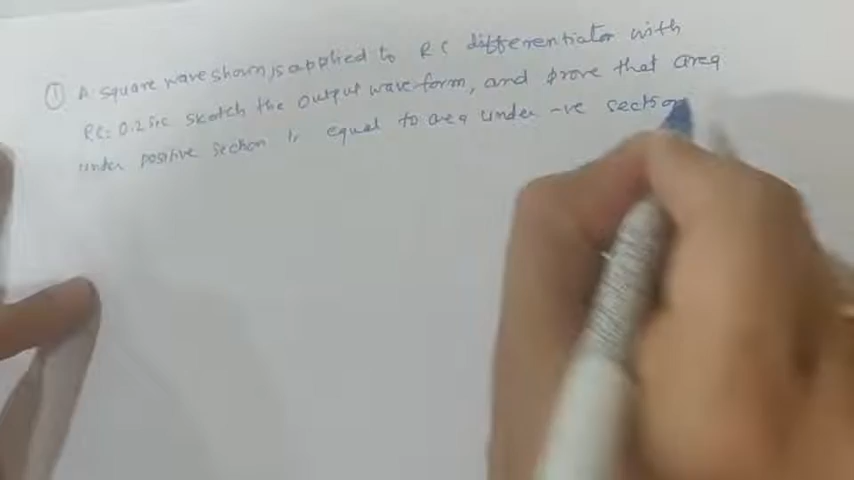 ① A square wave shown, is applied to RC differentiator with
RC = 0.2 sec sketch the output wave form, and prove that area
under positive section is equal to area under -ve section